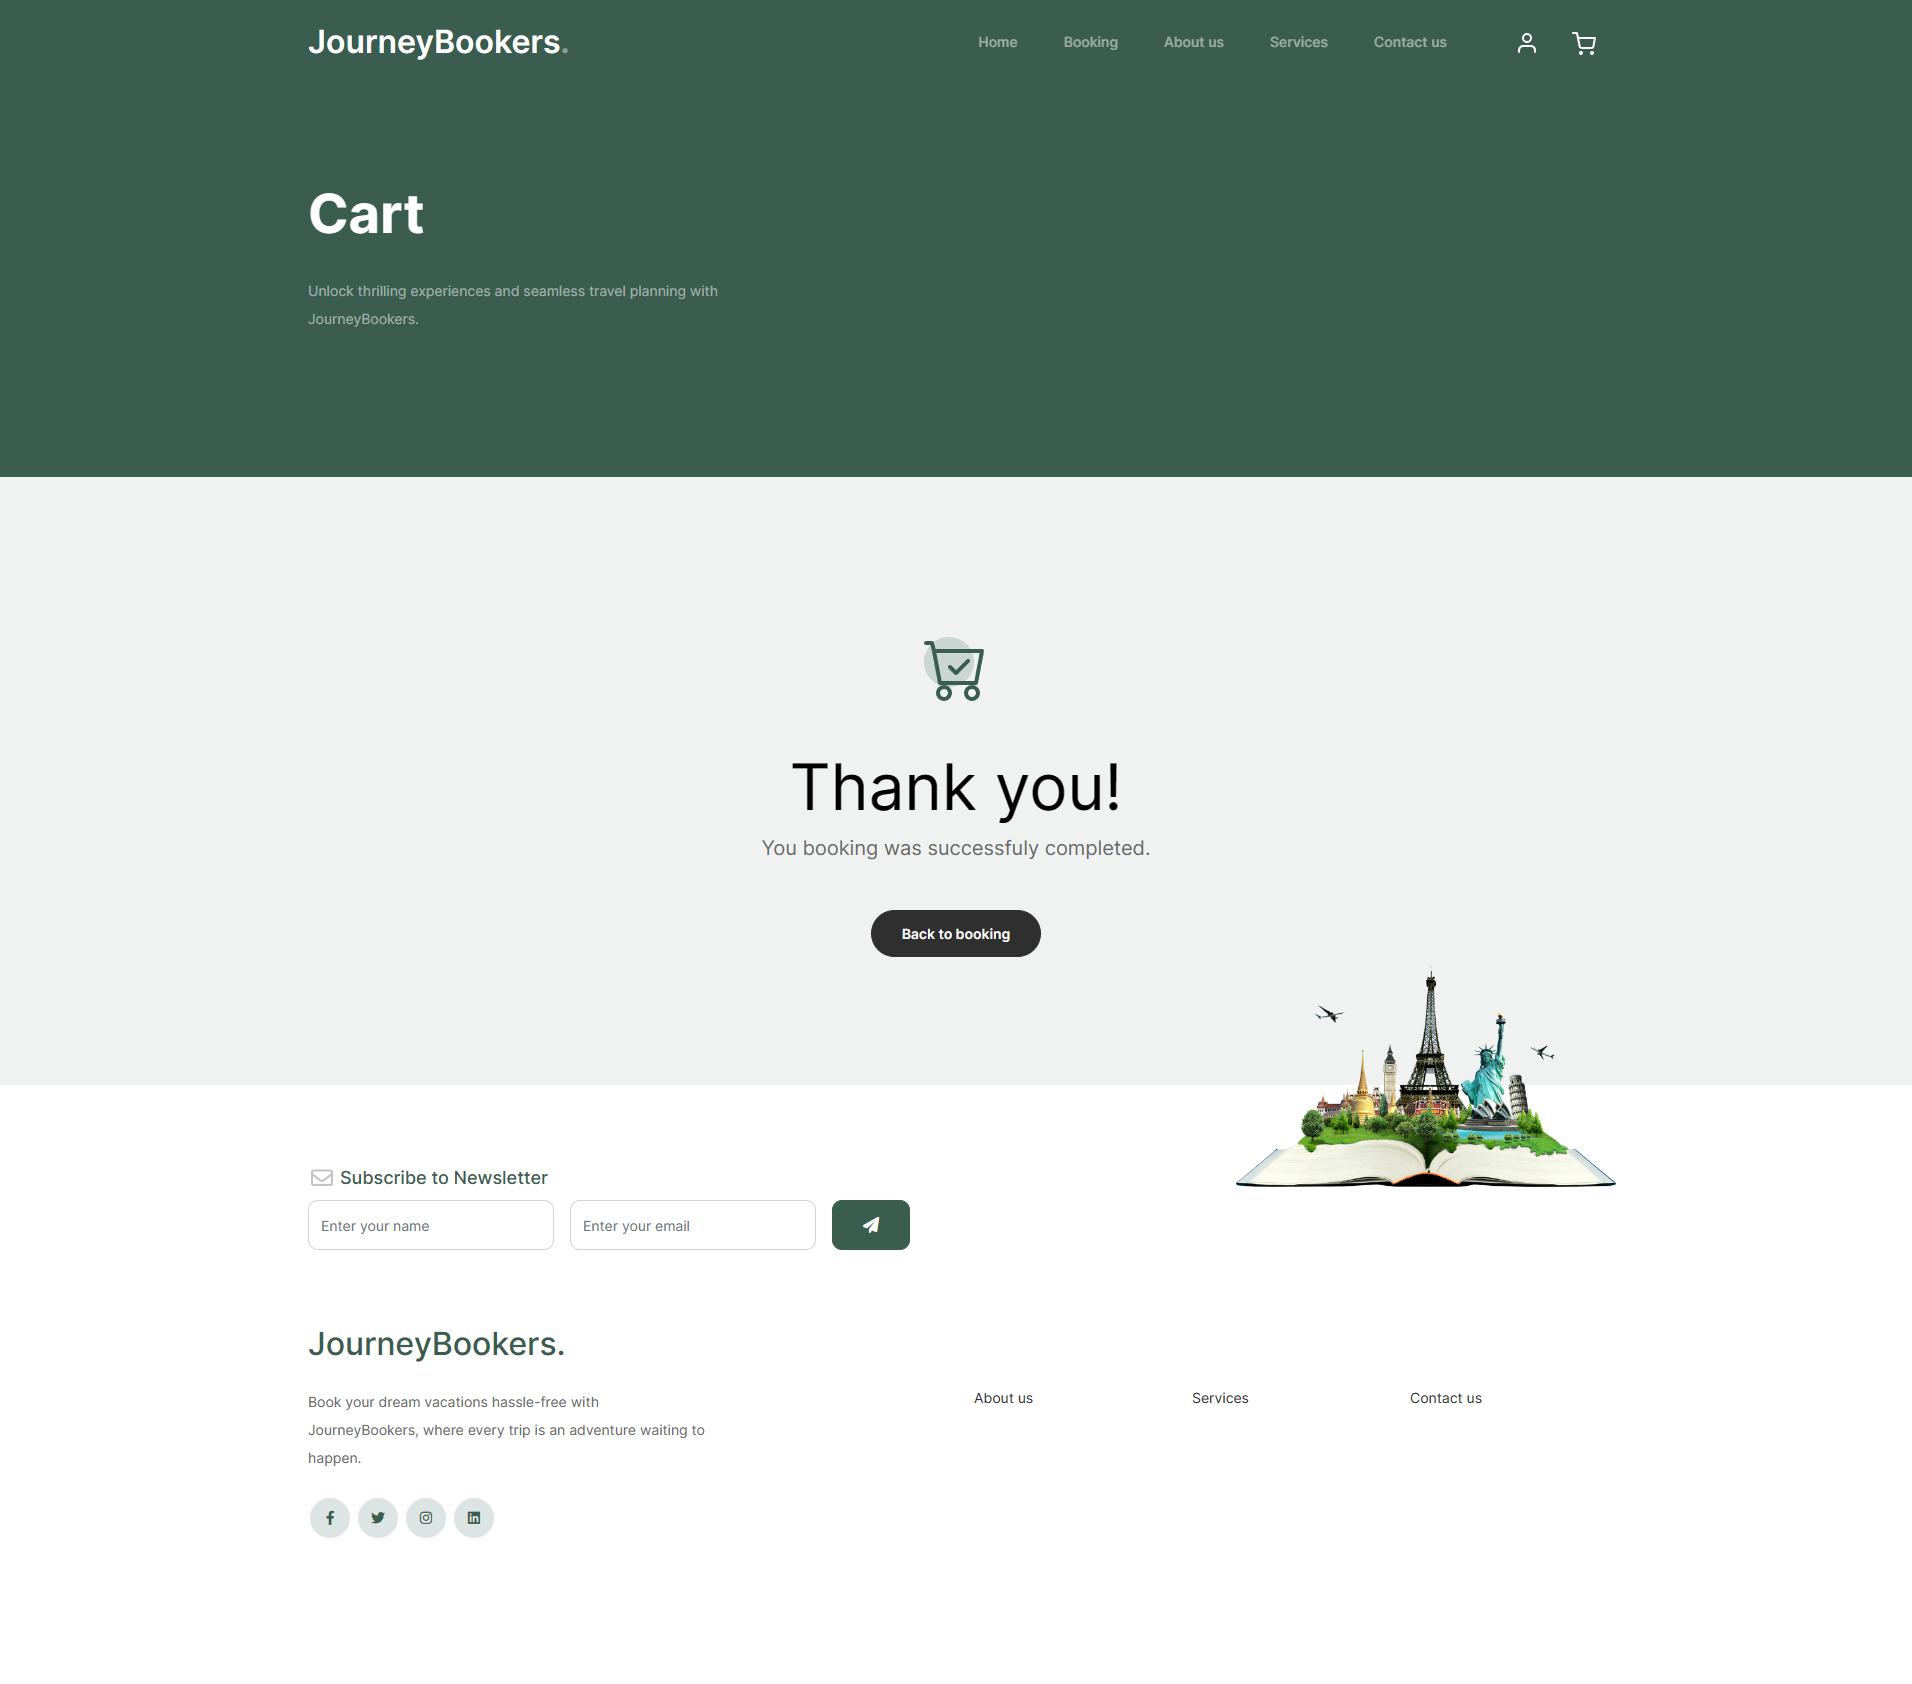 JourneyBookers.
Home Booking About us Services Contact us
Cart
Unlock thrilling experiences and seamless travel planning with
JourneyBookers.
Thank you!
You booking was successfuly completed.
Back to booking
Subscribe to Newsletter
Enter your name Enter your email
JourneyBookers.
Book your dream vacations hassle-free with
JourneyBookers, where every trip is an adventure waiting to
happen.
About us Services Contact us